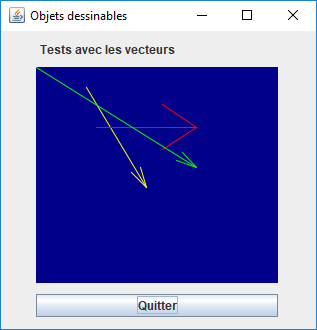 Objets dessinables
Tests avec les vecteurs
Quitter